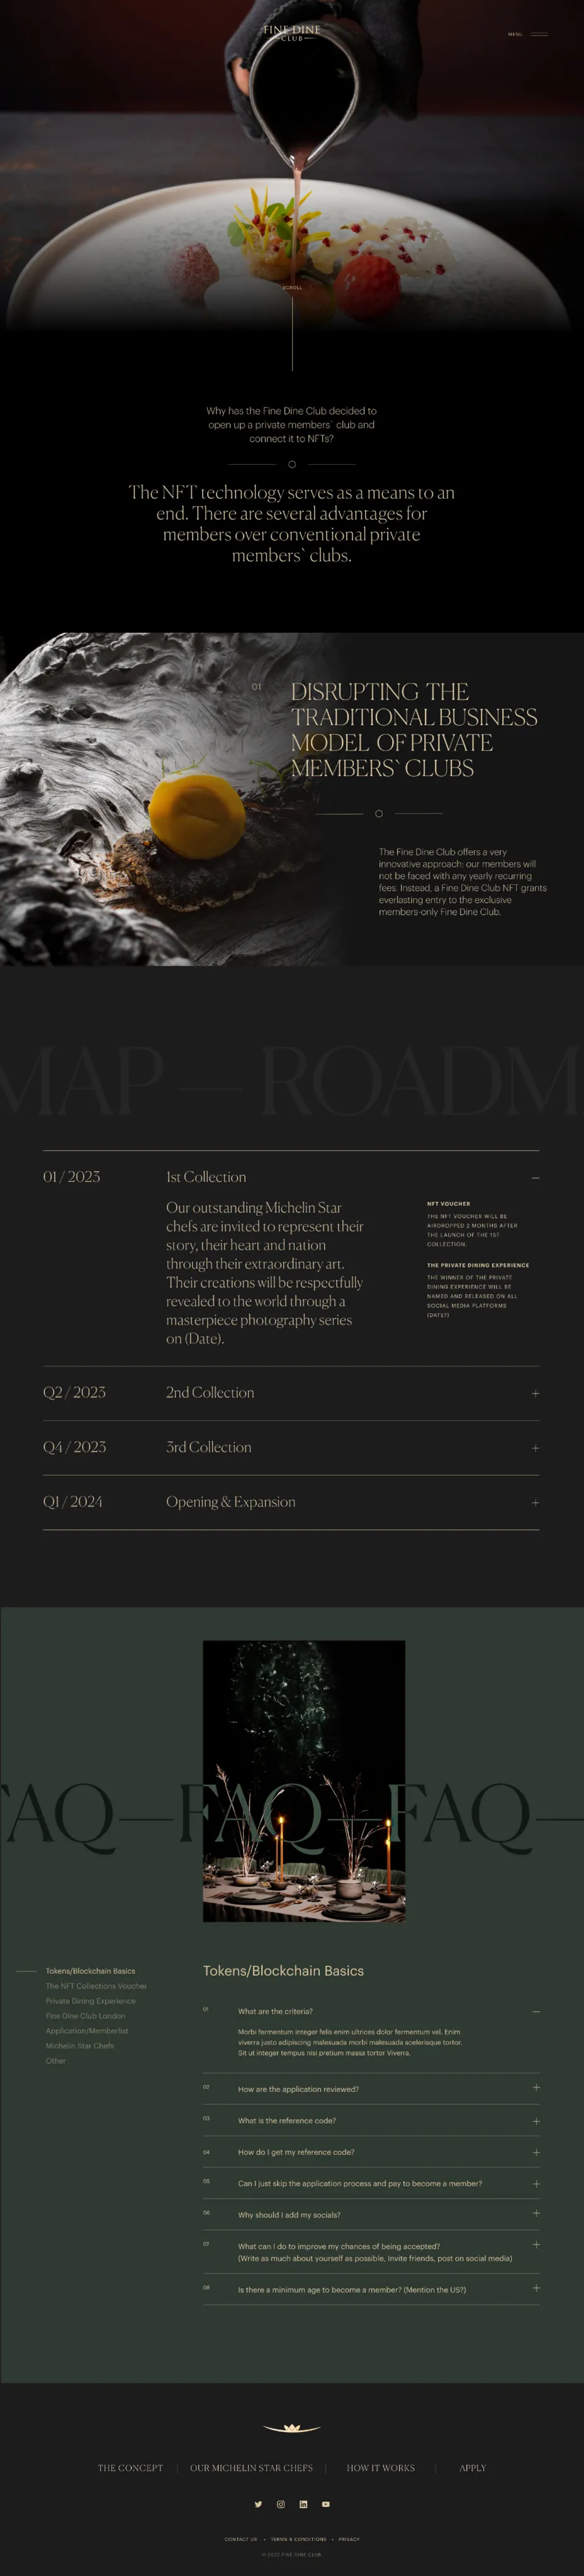 FINE DINE
CLUB
MENU
SCROLL
Why has the Fine Dine Club decided to
open up a private members` club and
connect it to NFTs?
The NFT technology serves as a means to an
end. There are several advantages for
members over conventional private
members` clubs.
01
DISRUPTING THE
TRADITIONAL BUSINESS
MODEL OF PRIVATE
MEMBERS` CLUBS
The Fine Dine Club offers a very
innovative approach: our members will
not be faced with any yearly recurring
fees. Instead, a Fine Dine Club NFT grants
everlasting entry to the exclusive
members-only Fine Dine Club.
MAP — ROADM
01 / 2023
1st Collection
Our outstanding Michelin Star
chefs are invited to represent their
story, their heart and nation
through their extraordinary art.
Their creations will be respectfully
revealed to the world through a
masterpiece photography series
on (Date).
NFT VOUCHER
THE NFT VOUCHER WILL BE
AIRDROPPED 2 MONTHS AFTER
THE LAUNCH OF THE 1ST
COLLECTION.
THE PRIVATE DINING EXPERIENCE
THE WINNER OF THE PRIVATE
DINING EXPERIENCE WILL BE
NAMED AND RELEASED ON ALL
SOCIAL MEDIA PLATFORMS
(DATE?)
Q2 / 2023
2nd Collection
Q4 / 2023
3rd Collection
Q1 / 2024
Opening & Expansion
FAQ—FAQ—FAQ—
Tokens/Blockchain Basics
The NFT Collections Voucher
Private Dining Experience
Fine Dine Club London
Application/Memberlist
Michelin Star Chefs
Other
Tokens/Blockchain Basics
01
What are the criteria?
Morbi fermentum integer felis enim ultrices dolor fermentum vel. Enim
viverra justo adipiscing malesuada morbi malesuada scelerisque tortor.
Sit ut integer tempus nisi pretium massa tortor Viverra.
02
How are the application reviewed?
03
What is the reference code?
04
How do I get my reference code?
05
Can I just skip the application process and pay to become a member?
06
Why should I add my socials?
07
What can I do to improve my chances of being accepted?
(Write as much about yourself as possible, Invite friends, post on social media)
08
Is there a minimum age to become a member? (Mention the US?)
THE CONCEPT
OUR MICHELIN STAR CHEFS
HOW IT WORKS
APPLY
CONTACT US • TERMS & CONDITIONS • PRIVACY
© 2022 FINE DINE CLUB